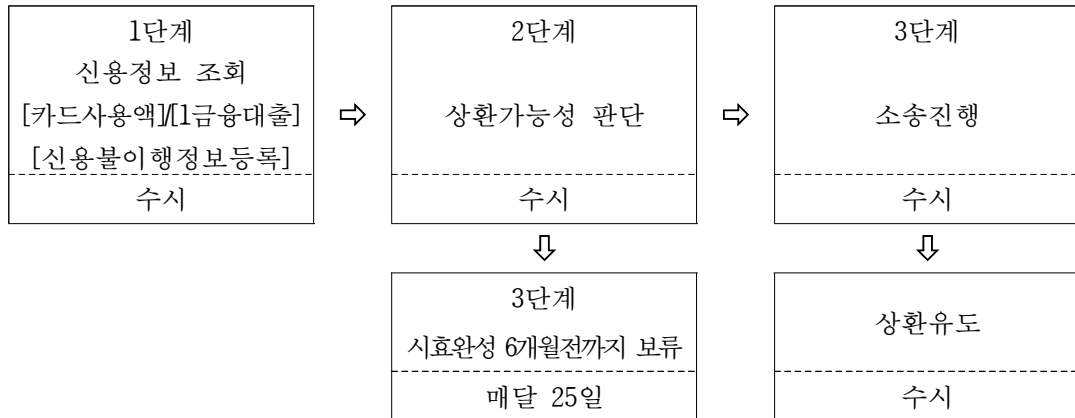 1단계
신용정보 조회
[카드사용액]/[1금융대출]
[신용불이행정보등록]
수시
⇨
2단계
상환가능성 판단
수시
⇨
3단계
소송진행
수시
⇩
⇩
3단계
시효완성 6개월전까지 보류
매달 25일
상환유도
수시